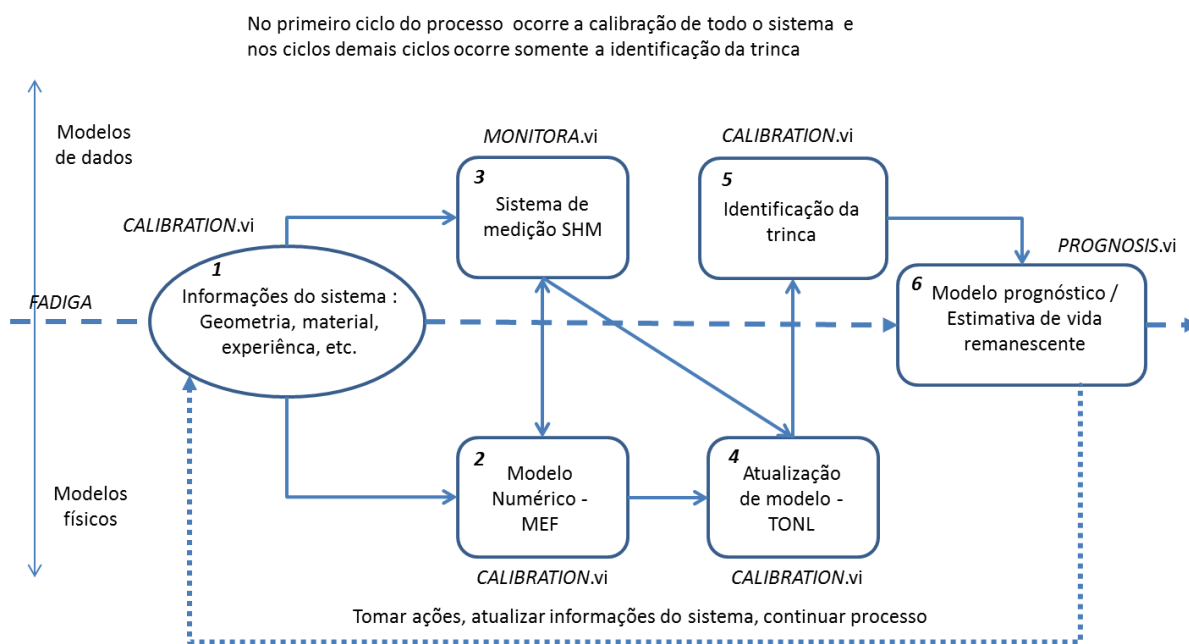 No primeiro ciclo do processo ocorre a calibração de todo o sistema e
nos ciclos demais ciclos ocorre somente a identificação da trinca
Modelos
de dados
MONITORA.vi
CALIBRATION.vi
3
Sistema de
medição SHM
5
Identificação da
trinca
CALIBRATION.vi
PROGNOSIS.vi
FADIGA
1
Informações do sistema :
Geometria, material,
experiênca, etc.
6
Modelo prognóstico /
Estimativa de vida
remanescente
Modelos
físicos
2
Modelo
Numérico -
MEF
4
Atualização
de modelo -
TONL
CALIBRATION.vi
CALIBRATION.vi
Tomar ações, atualizar informações do sistema, continuar processo